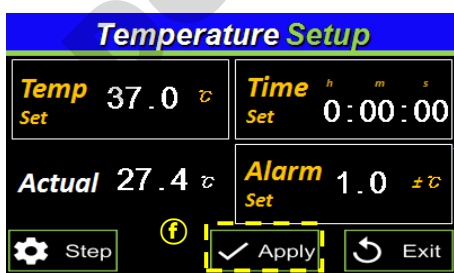 Temperature Setup
Temp Set 37.0 ℃
Time Set h m s 0:00:00
Actual 27.4 ℃
Alarm Set 1.0 ±℃
ⓕ
Step
Apply
Exit